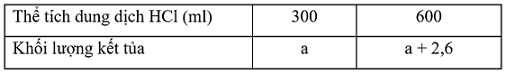 Thể tích dung dịch HCl (ml) 300 600
Khối lượng kết tủa a a + 2,6